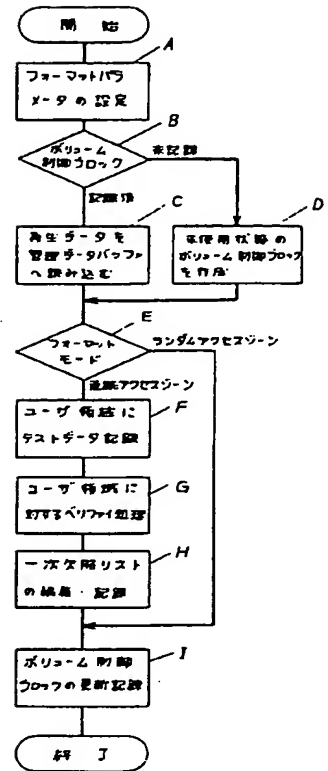 開始
A
フォーマットパラ
メータの設定
B
ボリューム
制御ブロック
未記録
記録済
C
再生データを
管理データバッファ
へ読み込む
D
未使用状態の
ボリューム制御ブロック
を作成
E
フォーマット
モード
ランダムアクセスゾーン
追記アクセスゾーン
F
ユーザ領域に
テストデータ記録
G
ユーザ領域に
対するベリファイ処理
H
一次欠陥リスト
の編集・記録
I
ボリューム制御
ブロックの更新記録
終了